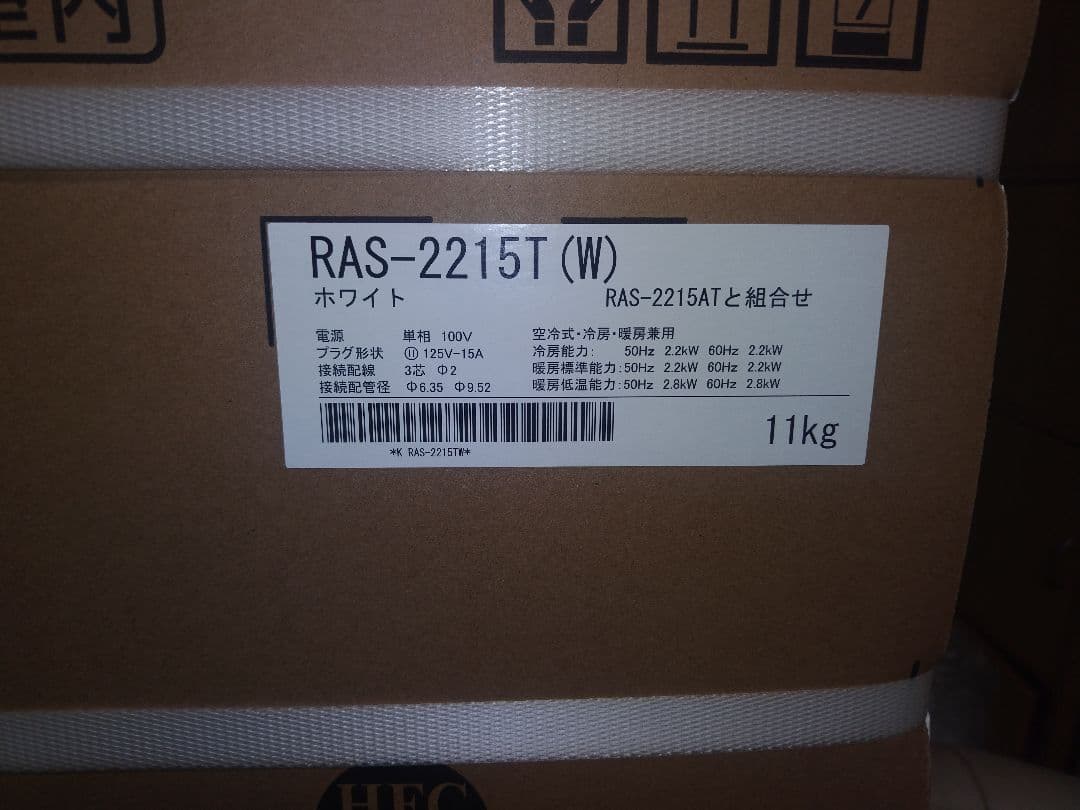 室内
RAS-2215T(W)
ホワイト RAS-2215ATと組合せ
電源 単相 100V 空冷式・冷房・暖房兼用
プラグ形状 125V-15A 冷房能力: 50Hz 2.2kW 60Hz 2.2kW
接続配線 3芯 Φ2 暖房標準能力:50Hz 2.2kW 60Hz 2.2kW
接続配管径 Φ6.35 Φ9.52 暖房低温能力:50Hz 2.8kW 60Hz 2.8kW
11kg
*K RAS-2215TW*
HFC